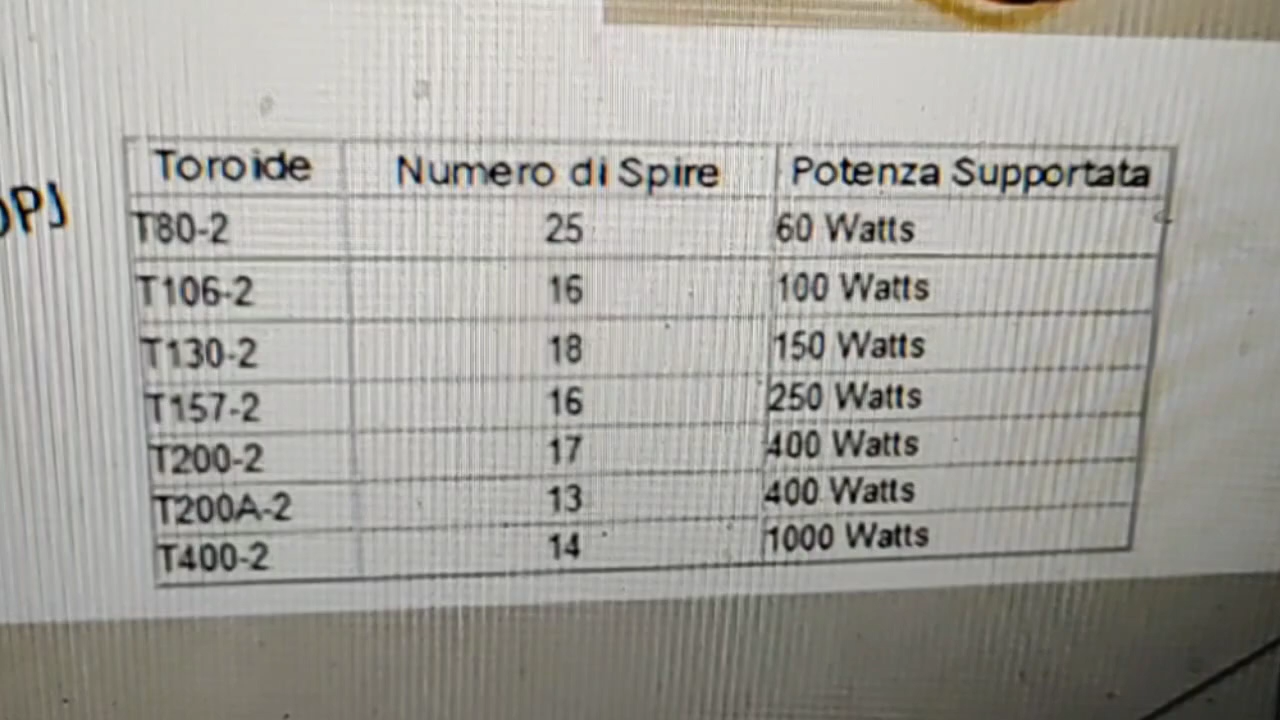 Toroide Numero di Spire Potenza Supportata
T80-2 25 60 Watts
T106-2 16 100 Watts
T130-2 18 150 Watts
T157-2 16 250 Watts
T200-2 17 400 Watts
T200A-2 13 400 Watts
T400-2 14 1000 Watts